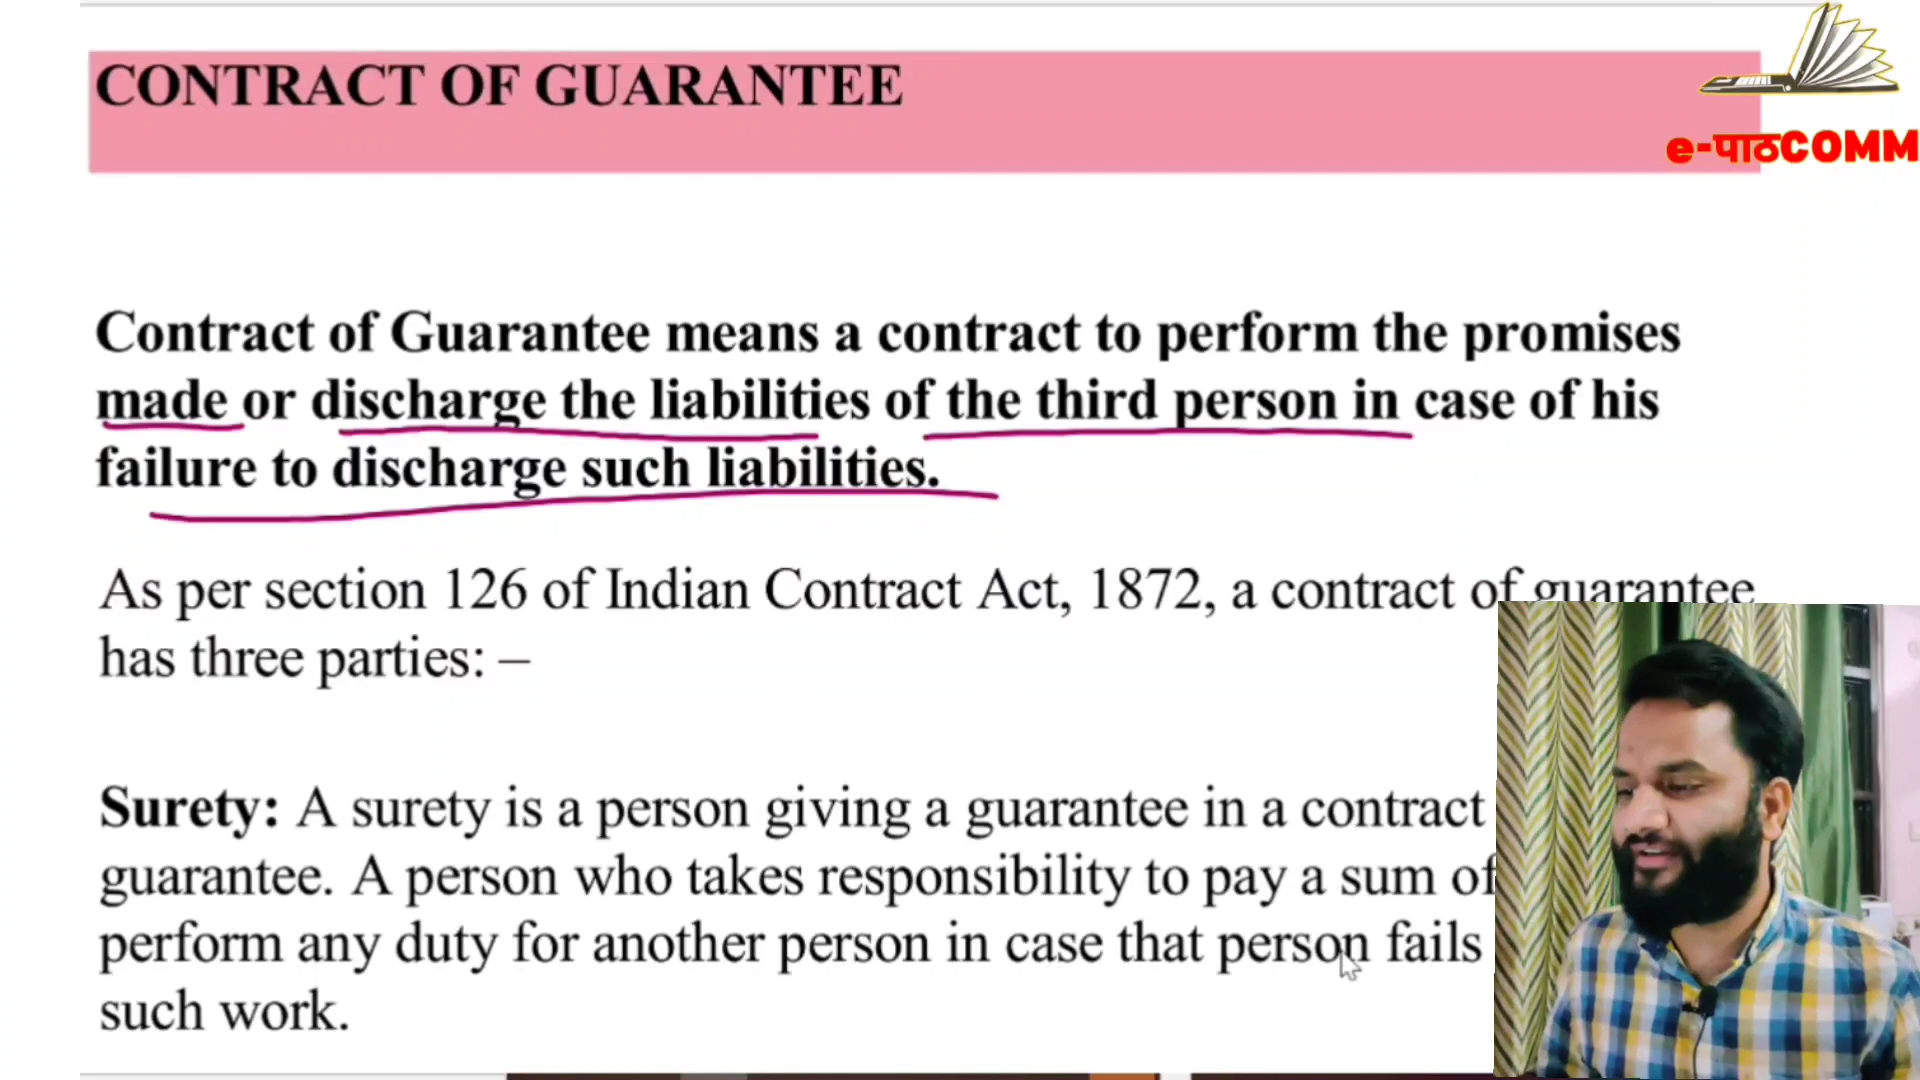 CONTRACT OF GUARANTEE
e-पाठCOMM
Contract of Guarantee means a contract to perform the promises
made or discharge the liabilities of the third person in case of his
failure to discharge such liabilities.
As per section 126 of Indian Contract Act, 1872, a contract of guarantee
has three parties: –
Surety: A surety is a person giving a guarantee in a contract
guarantee. A person who takes responsibility to pay a sum of
perform any duty for another person in case that person fails
such work.